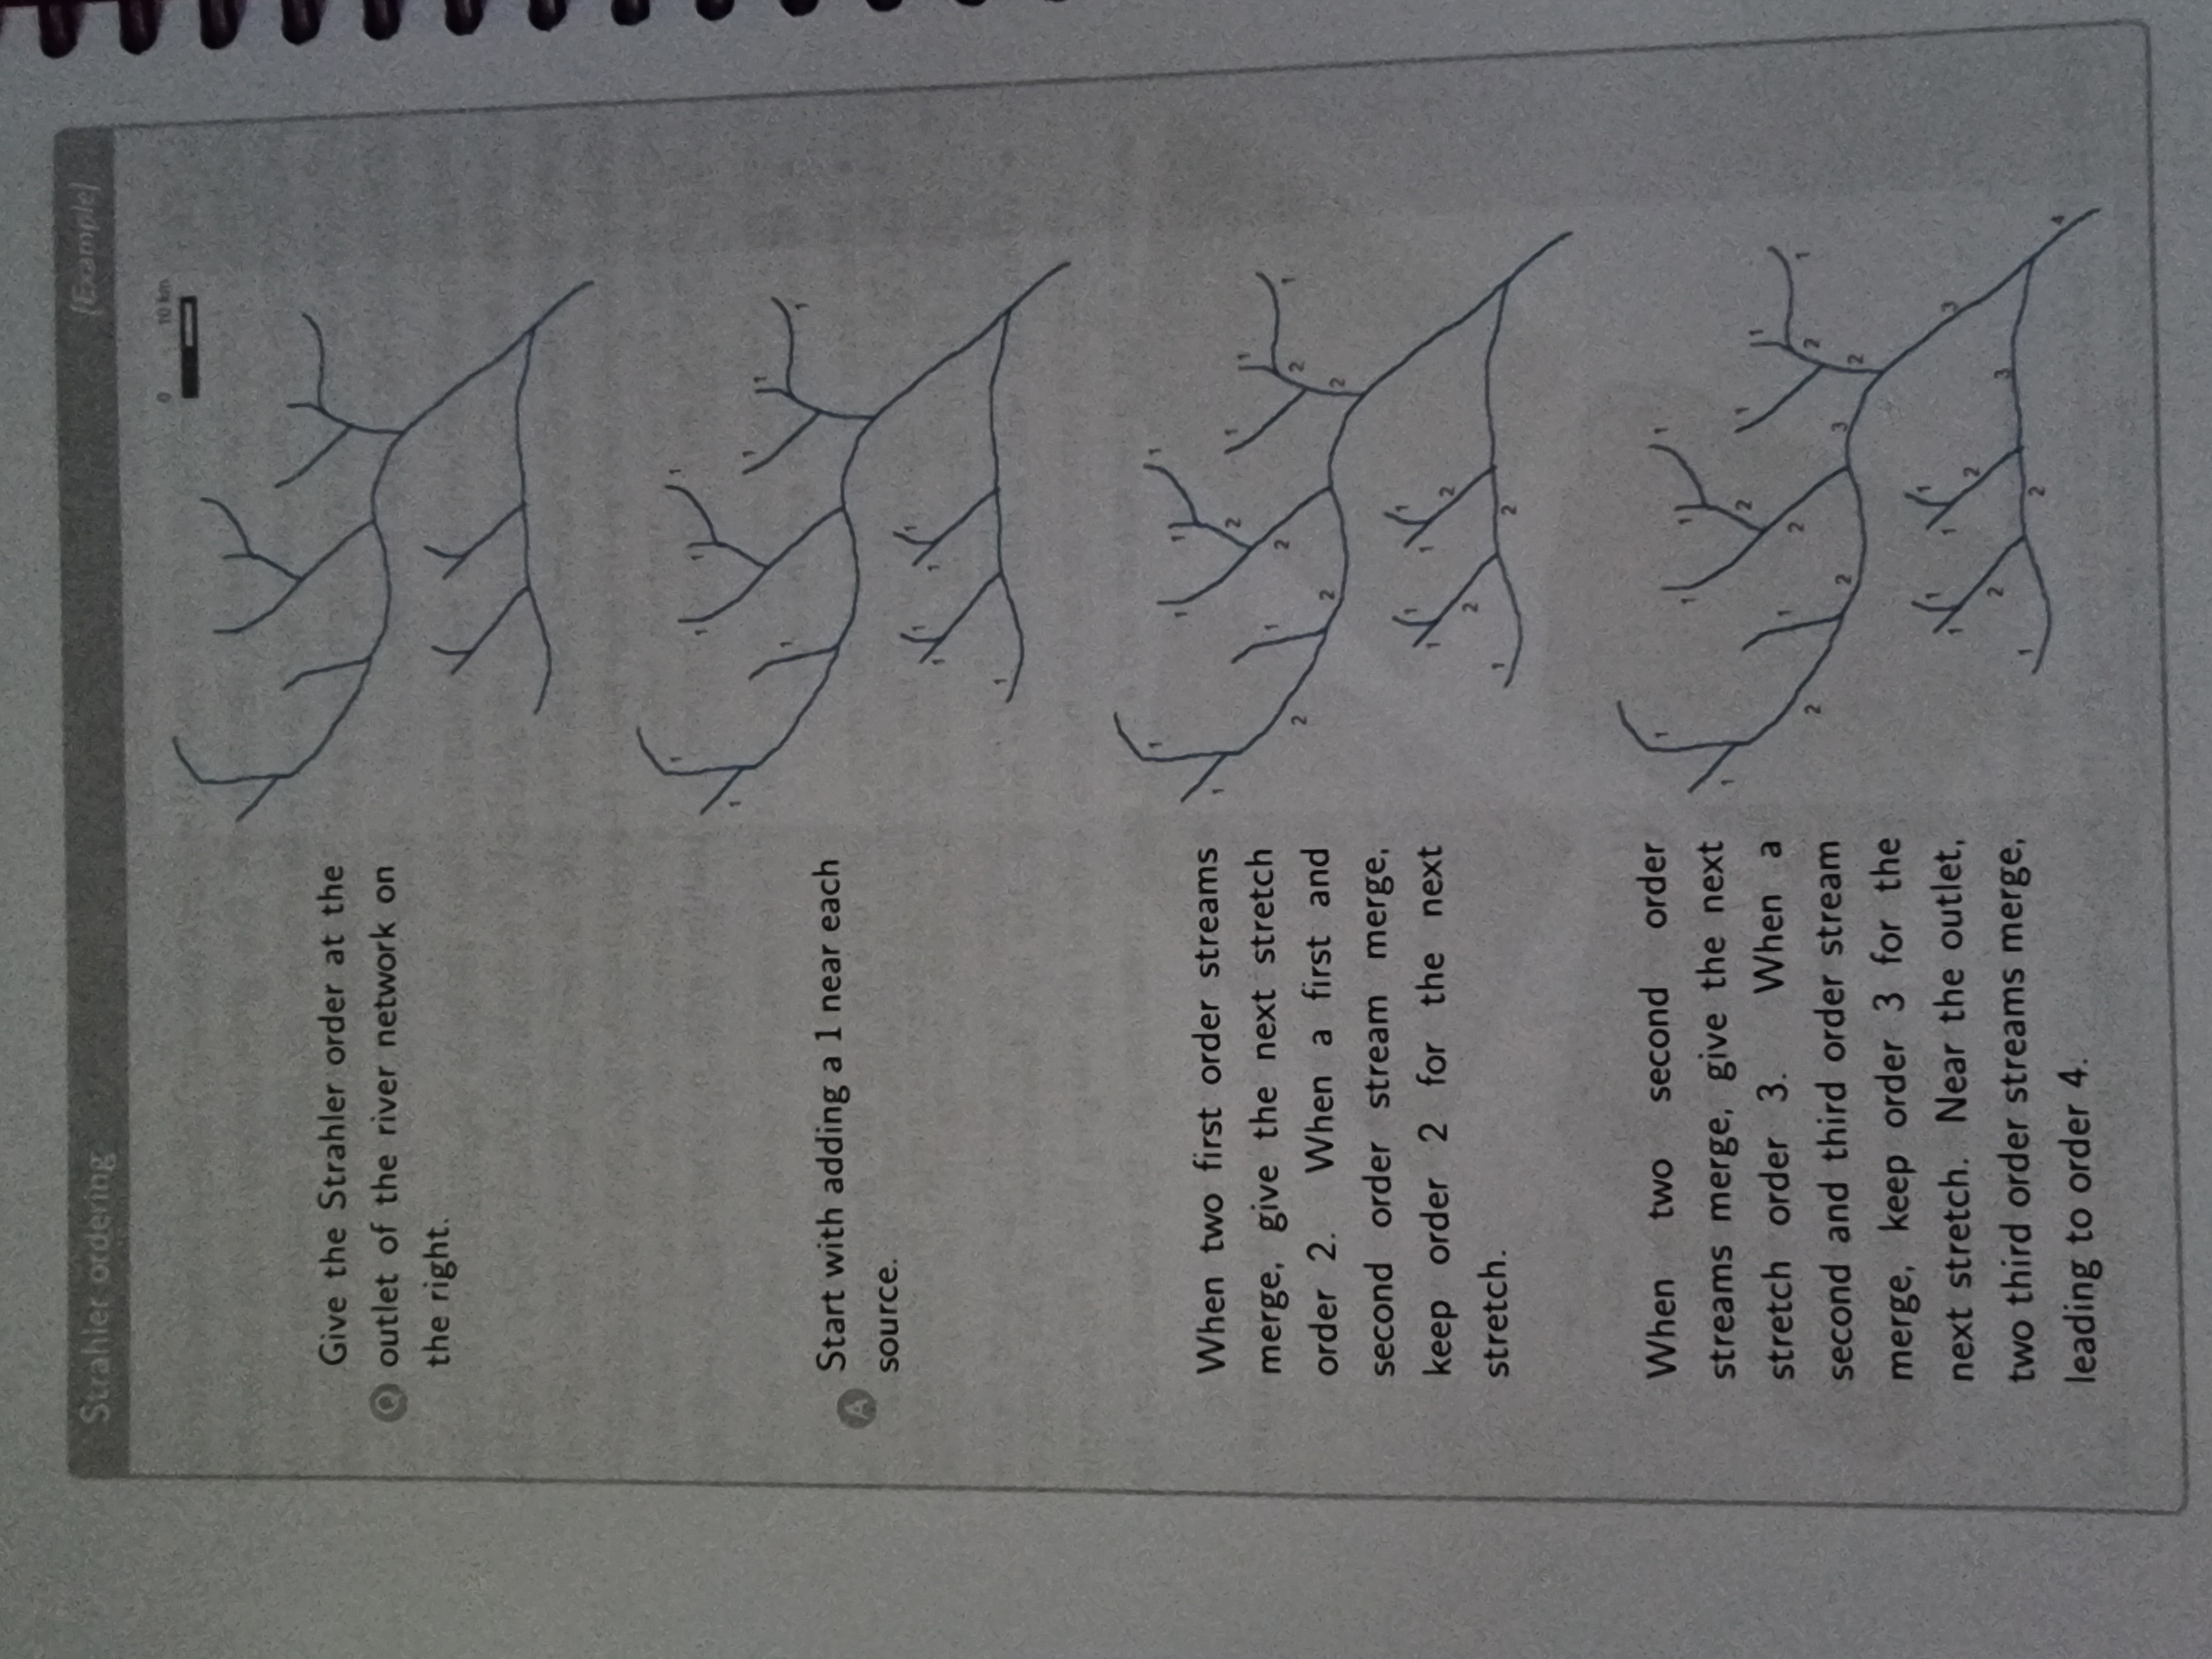 Strahler ordering
[Example]
0 10 km
Give the Strahler order at the
Q outlet of the river network on
the right.
1 1 1 1
1 1 1 1 1
1 1 1 1
1
A Start with adding a 1 near each
source.
1 1 1 1
1 2 1 1
1 2 2 1
2 2 2
1 1 1 1 2
2
1 2
When two first order streams
merge, give the next stretch
order 2. When a first and
second order stream merge,
keep order 2 for the next
stretch.
1 1 1 1
1 2 1 1
2 1 2 2 1
2 3 2
1 1 1 1 3
2 2
1 2 3
4
When two second order
streams merge, give the next
stretch order 3. When a
second and third order stream
merge, keep order 3 for the
next stretch. Near the outlet,
two third order streams merge,
leading to order 4.